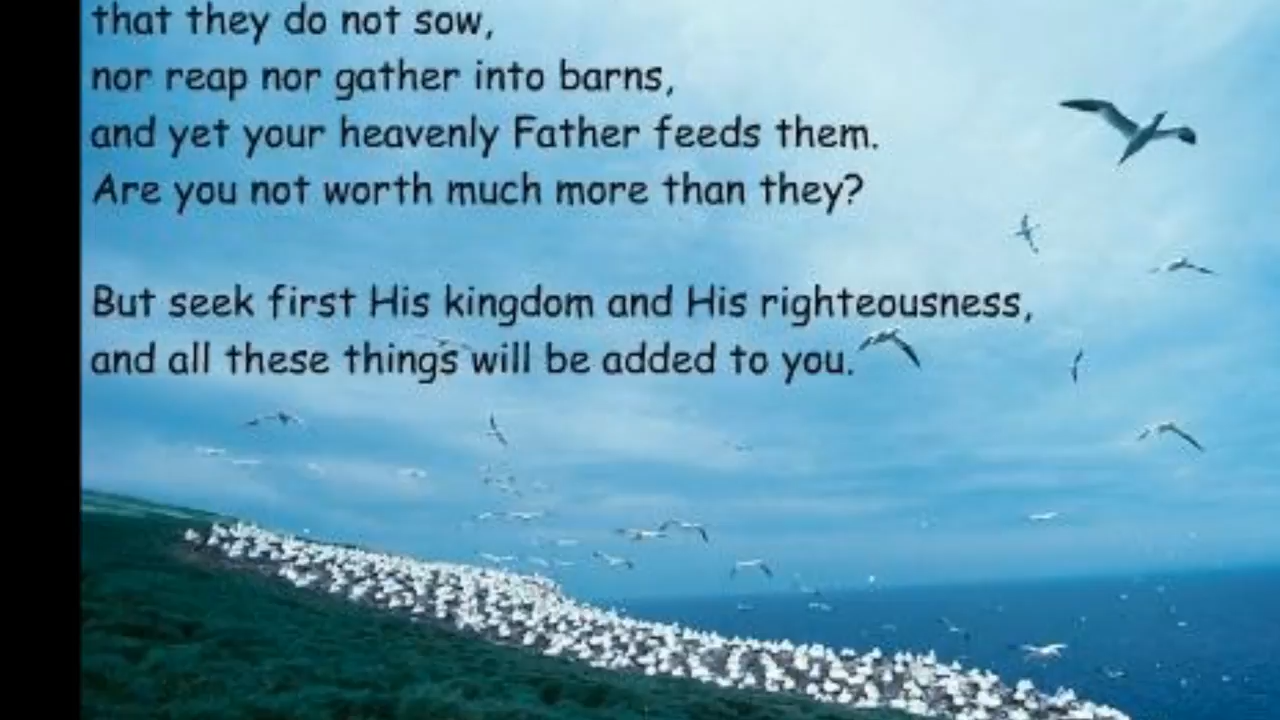 that they do not sow,
nor reap nor gather into barns,
and yet your heavenly Father feeds them.
Are you not worth much more than they?
But seek first His kingdom and His righteousness,
and all these things will be added to you.